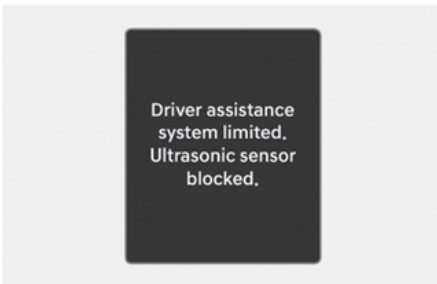 Driver assistance
system limited.
Ultrasonic sensor
blocked.